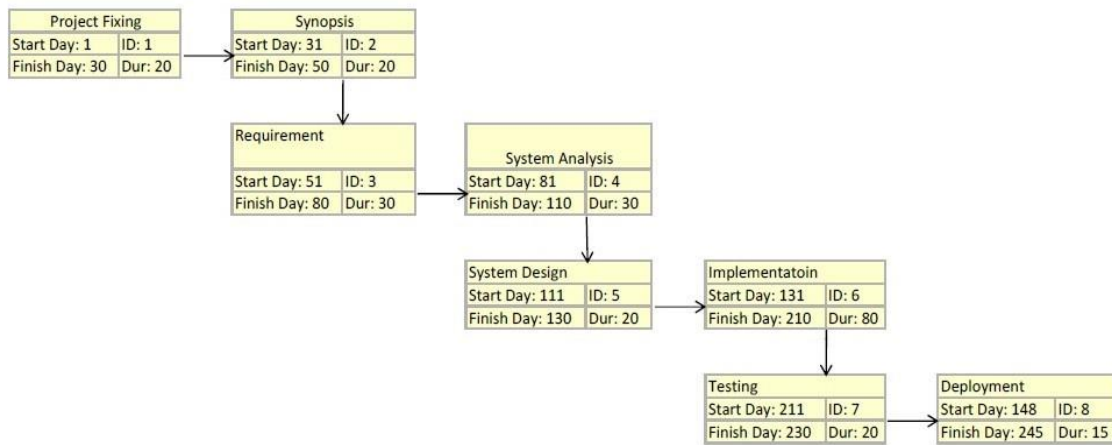 Project Fixing
Start Day: 1 ID: 1
Finish Day: 30 Dur: 20
Synopsis
Start Day: 31 ID: 2
Finish Day: 50 Dur: 20
Requirement
Start Day: 51 ID: 3
Finish Day: 80 Dur: 30
System Analysis
Start Day: 81 ID: 4
Finish Day: 110 Dur: 30
System Design
Start Day: 111 ID: 5
Finish Day: 130 Dur: 20
Implementatoin
Start Day: 131 ID: 6
Finish Day: 210 Dur: 80
Testing
Start Day: 211 ID: 7
Finish Day: 230 Dur: 20
Deployment
Start Day: 148 ID: 8
Finish Day: 245 Dur: 15